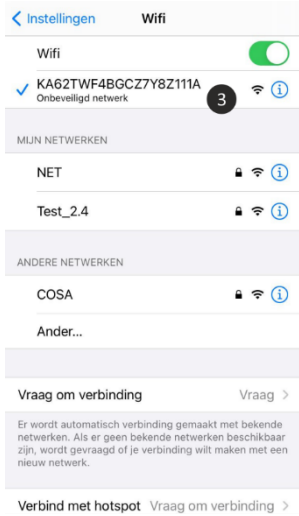 Instellingen Wifi
Wifi
KA62TWF4BGCZ7Y8Z111A
Onbeveiligd netwerk
3
MIJN NETWERKEN
NET
Test_2.4
ANDERE NETWERKEN
COSA
Ander...
Vraag om verbinding Vraag
Er wordt automatisch verbinding gemaakt met bekende
netwerken. Als er geen bekende netwerken beschikbaar
zijn, wordt gevraagd of je verbinding wilt maken met een
nieuw netwerk.
Verbind met hotspot Vraag om verbinding